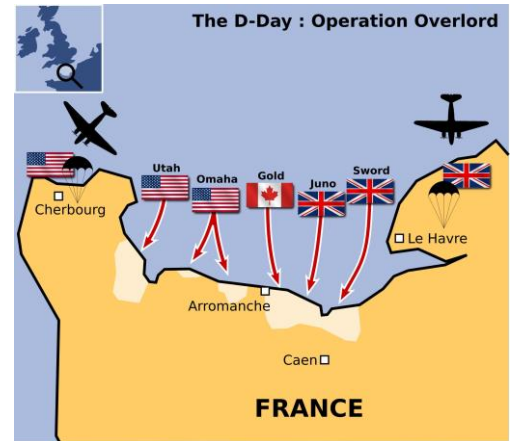 The D-Day : Operation Overlord
Utah
Omaha
Gold
Juno
Sword
Cherbourg
Le Havre
Arromanche
Caen
FRANCE